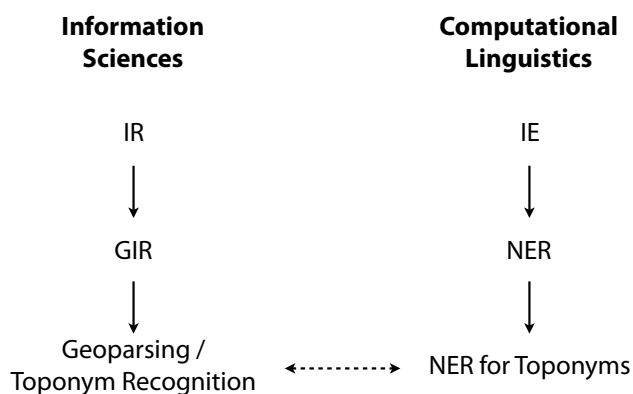 Information
Sciences
Computational
Linguistics
IR
IE
GIR
NER
Geoparsing /
Toponym Recognition
NER for Toponyms